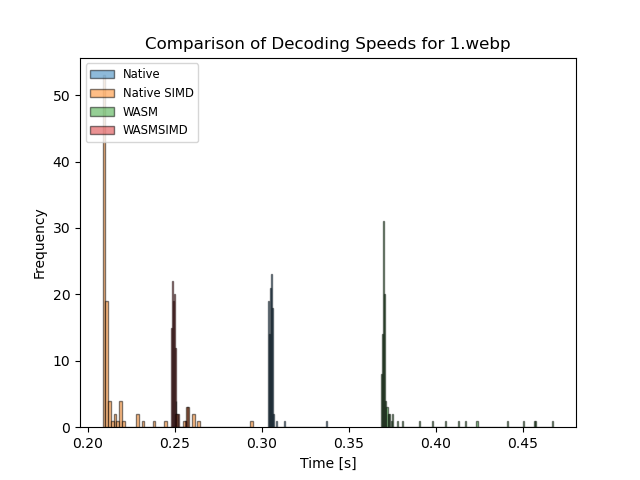 Comparison of Decoding Speeds for 1.webp
Native
Native SIMD
WASM
WASMSIMD
50
40
30
20
10
0
Frequency
0.20 0.25 0.30 0.35 0.40 0.45
Time [s]